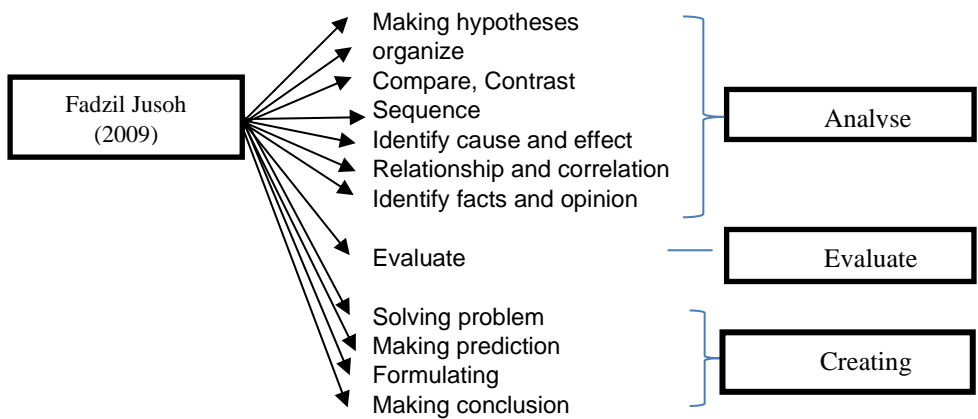 Making hypotheses
organize
Compare, Contrast
Sequence
Identify cause and effect
Relationship and correlation
Identify facts and opinion
Evaluate
Solving problem
Making prediction
Formulating
Making conclusion
Fadzil Jusoh
(2009)
Analyse
Evaluate
Creating